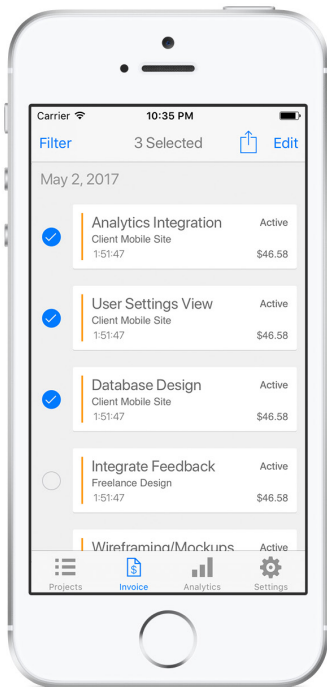 Carrier 10:35 PM
Filter 3 Selected Edit
May 2, 2017
Analytics Integration Active
Client Mobile Site
1:51:47 $46.58
User Settings View Active
Client Mobile Site
1:51:47 $46.58
Database Design Active
Client Mobile Site
1:51:47 $46.58
Integrate Feedback Active
Freelance Design
1:51:47 $46.58
Wireframing/Mockups Active
$
Projects Invoice Analytics Settings